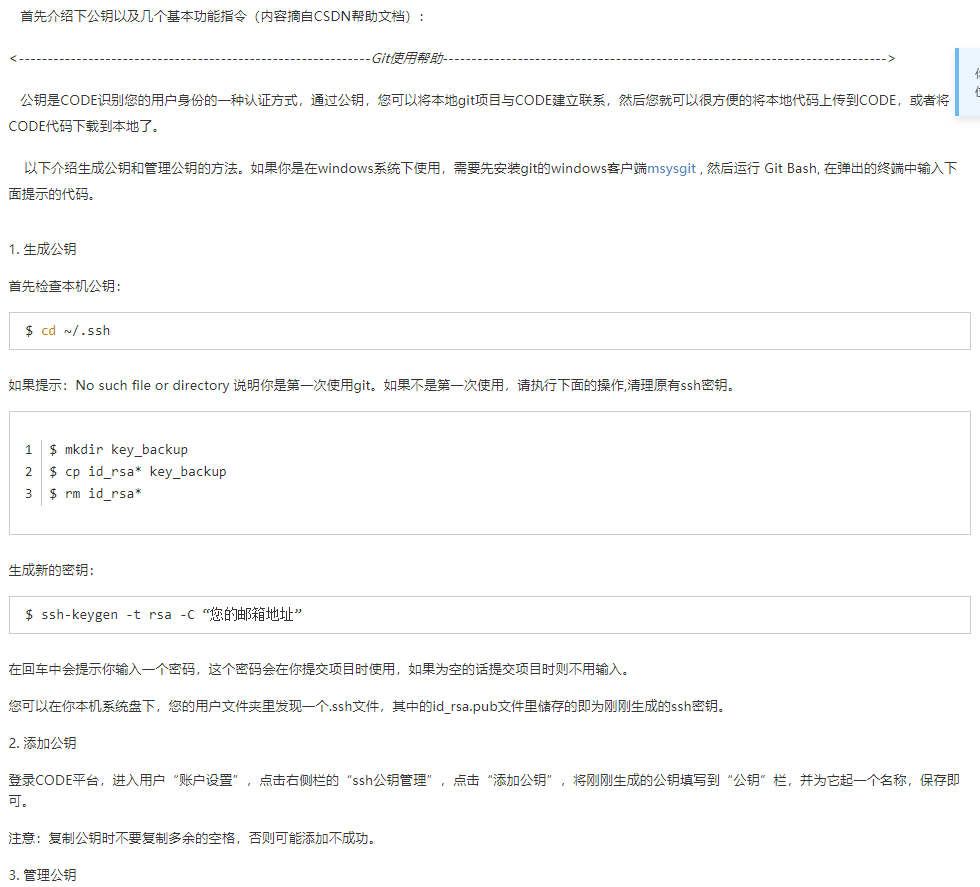 首先介绍下公钥以及几个基本功能指令（内容摘自CSDN帮助文档）：
<------------------------------------------------------------Git使用帮助---------------------------------------------------------------------------->
公钥是CODE识别您的用户身份的一种认证方式，通过公钥，您可以将本地git项目与CODE建立联系，然后您就可以很方便的将本地代码上传到CODE，或者将
CODE代码下载到本地了。
以下介绍生成公钥和管理公钥的方法。如果你是在windows系统下使用，需要先安装git的windows客户端msysgit , 然后运行 Git Bash, 在弹出的终端中输入下
面提示的代码。
1. 生成公钥
首先检查本机公钥：
$ cd ~/.ssh
如果提示：No such file or directory 说明你是第一次使用git。如果不是第一次使用，请执行下面的操作,清理原有ssh密钥。
1 $ mkdir key_backup
2 $ cp id_rsa* key_backup
3 $ rm id_rsa*
生成新的密钥：
$ ssh-keygen -t rsa -C “您的邮箱地址”
在回车中会提示你输入一个密码，这个密码会在你提交项目时使用，如果为空的话提交项目时则不用输入。
您可以在你本机系统盘下，您的用户文件夹里发现一个.ssh文件，其中的id_rsa.pub文件里储存的即为刚刚生成的ssh密钥。
2. 添加公钥
登录CODE平台，进入用户“账户设置”，点击右侧栏的“ssh公钥管理”，点击“添加公钥”，将刚刚生成的公钥填写到“公钥”栏，并为它起一个名称，保存即
可。
注意：复制公钥时不要复制多余的空格，否则可能添加不成功。
3. 管理公钥